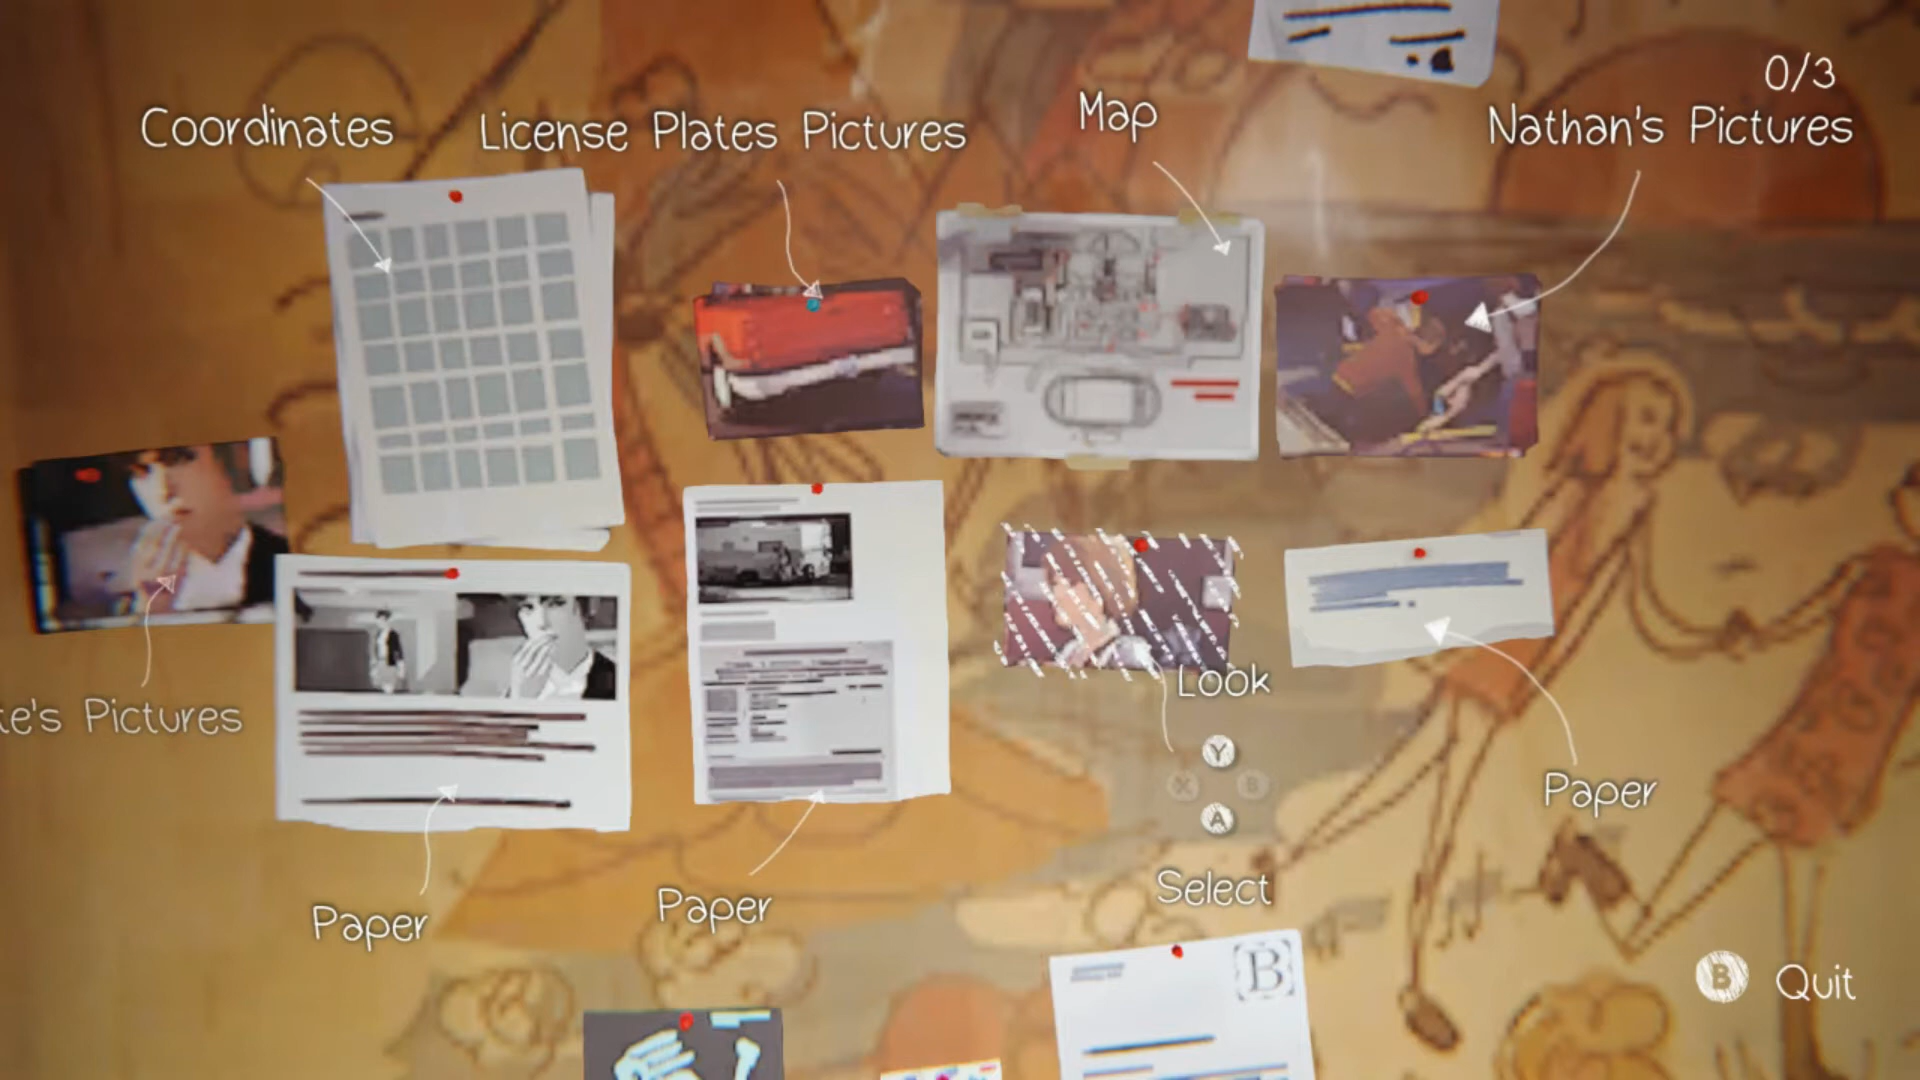 0/3
Coordinates
License Plates Pictures
Map
Nathan's Pictures
te's Pictures
Look
Y
X
B
A
Select
Paper
Paper
Paper
B
B
Quit